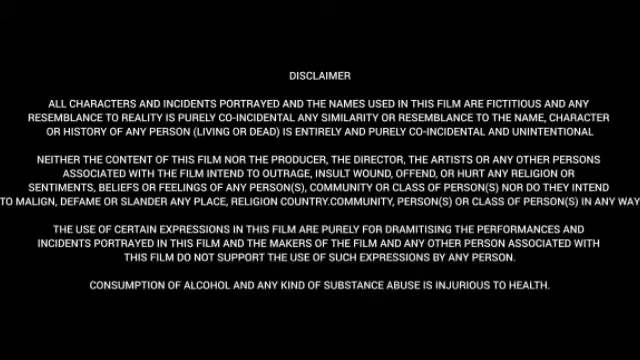 DISCLAIMER
ALL CHARACTERS AND INCIDENTS PORTRAYED AND THE NAMES USED IN THIS FILM ARE FICTITIOUS AND ANY
RESEMBLANCE TO REALITY IS PURELY CO-INCIDENTAL ANY SIMILARITY OR RESEMBLANCE TO THE NAME, CHARACTER
OR HISTORY OF ANY PERSON (LIVING OR DEAD) IS ENTIRELY AND PURELY CO-INCIDENTAL AND UNINTENTIONAL
NEITHER THE CONTENT OF THIS FILM NOR THE PRODUCER, THE DIRECTOR, THE ARTISTS OR ANY OTHER PERSONS
ASSOCIATED WITH THE FILM INTEND TO OUTRAGE, INSULT WOUND, OFFEND, OR HURT ANY RELIGION OR
SENTIMENTS, BELIEFS OR FEELINGS OF ANY PERSON(S), COMMUNITY OR CLASS OF PERSON(S) NOR DO THEY INTEND
TO MALIGN, DEFAME OR SLANDER ANY PLACE, RELIGION COUNTRY.COMMUNITY, PERSON(S) OR CLASS OF PERSON(S) IN ANY WAY
THE USE OF CERTAIN EXPRESSIONS IN THIS FILM ARE PURELY FOR DRAMITISING THE PERFORMANCES AND
INCIDENTS PORTRAYED IN THIS FILM AND THE MAKERS OF THE FILM AND ANY OTHER PERSON ASSOCIATED WITH
THIS FILM DO NOT SUPPORT THE USE OF SUCH EXPRESSIONS BY ANY PERSON.
CONSUMPTION OF ALCOHOL AND ANY KIND OF SUBSTANCE ABUSE IS INJURIOUS TO HEALTH.